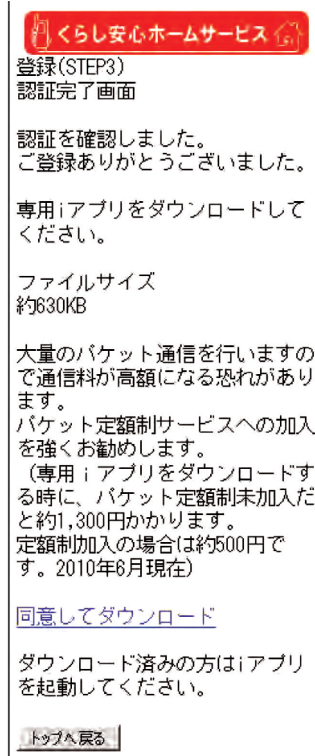 くらし安心ホームサービス
登録(STEP3)
認証完了画面
認証を確認しました。
ご登録ありがとうございました。
専用iアプリをダウンロードして
ください。
ファイルサイズ
約630KB
大量のパケット通信を行いますの
で通信料が高額になる恐れがあり
ます。
パケット定額制サービスへの加入
を強くお勧めします。
（専用ｉアプリをダウンロードす
る時に、パケット定額制未加入だ
と約1,300円かかります。
定額制加入の場合は約500円で
す。2010年6月現在)
同意してダウンロード
ダウンロード済みの方はiアプリ
を起動してください。
トップへ戻る